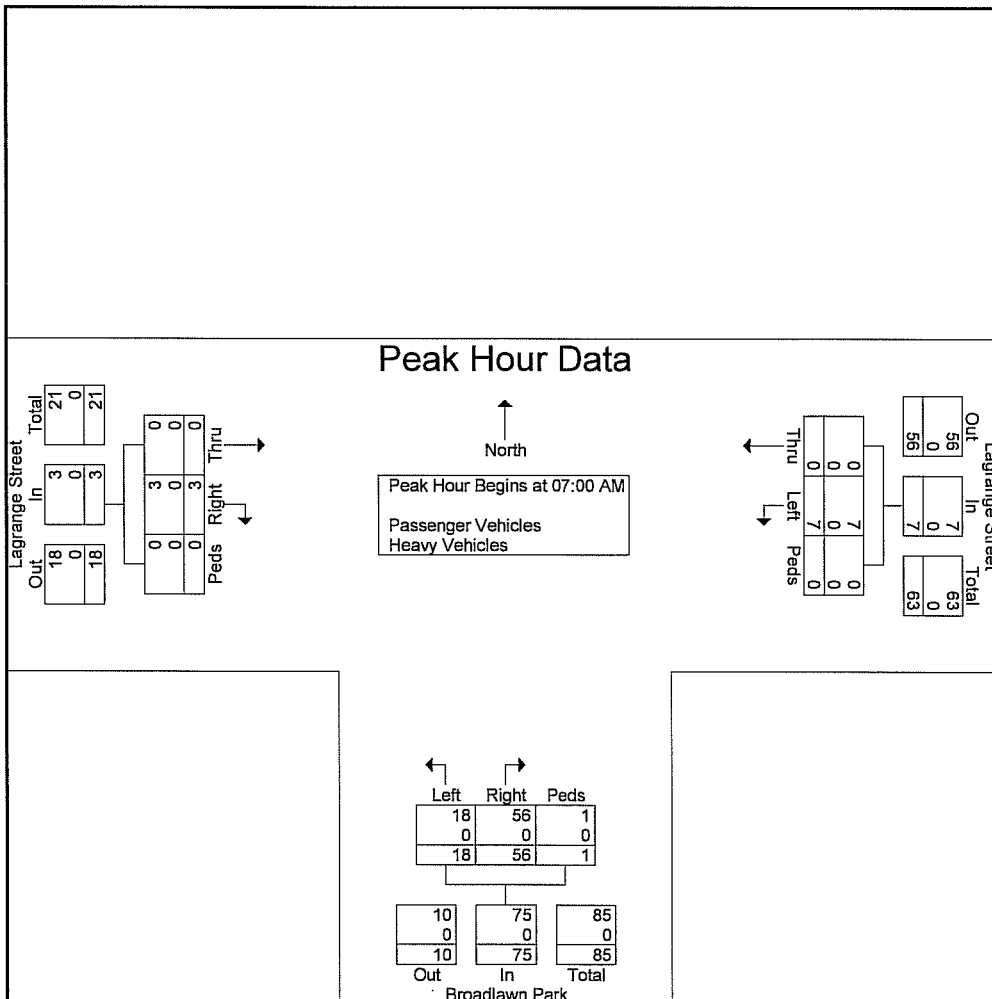 Peak Hour Data
North
Peak Hour Begins at 07:00 AM
Passenger Vehicles
Heavy Vehicles
Lagrange Street
Total
21
0
21
In
3
0
3
Out
18
0
18
Thru
0
0
0
Right
3
0
3
Peds
0
0
0
Lagrange Street
Out
56
0
56
In
7
0
7
Total
63
0
63
Thru
0
0
0
Left
7
0
7
Peds
0
0
0
Left Right Peds
18 56 1
0 0 0
18 56 1
10 75 85
0 0 0
10 75 85
Out In Total
Broadlawn Park